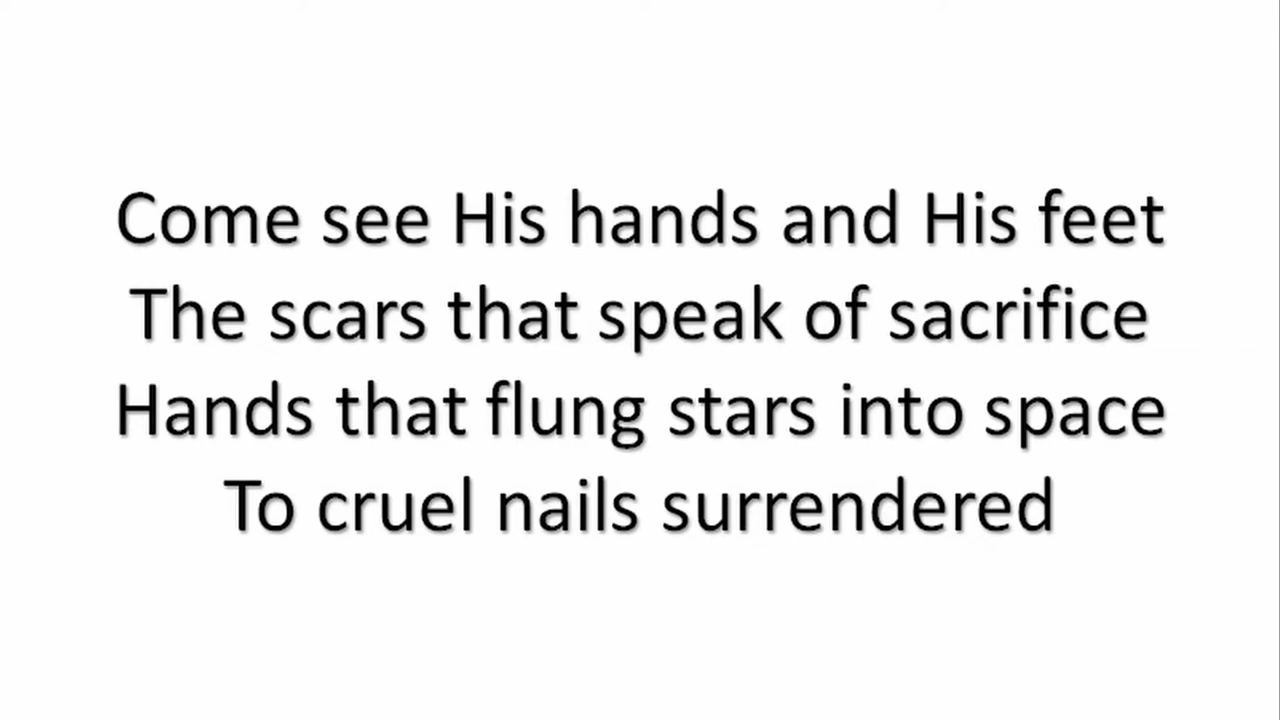 Come see His hands and His feet
The scars that speak of sacrifice
Hands that flung stars into space
To cruel nails surrendered